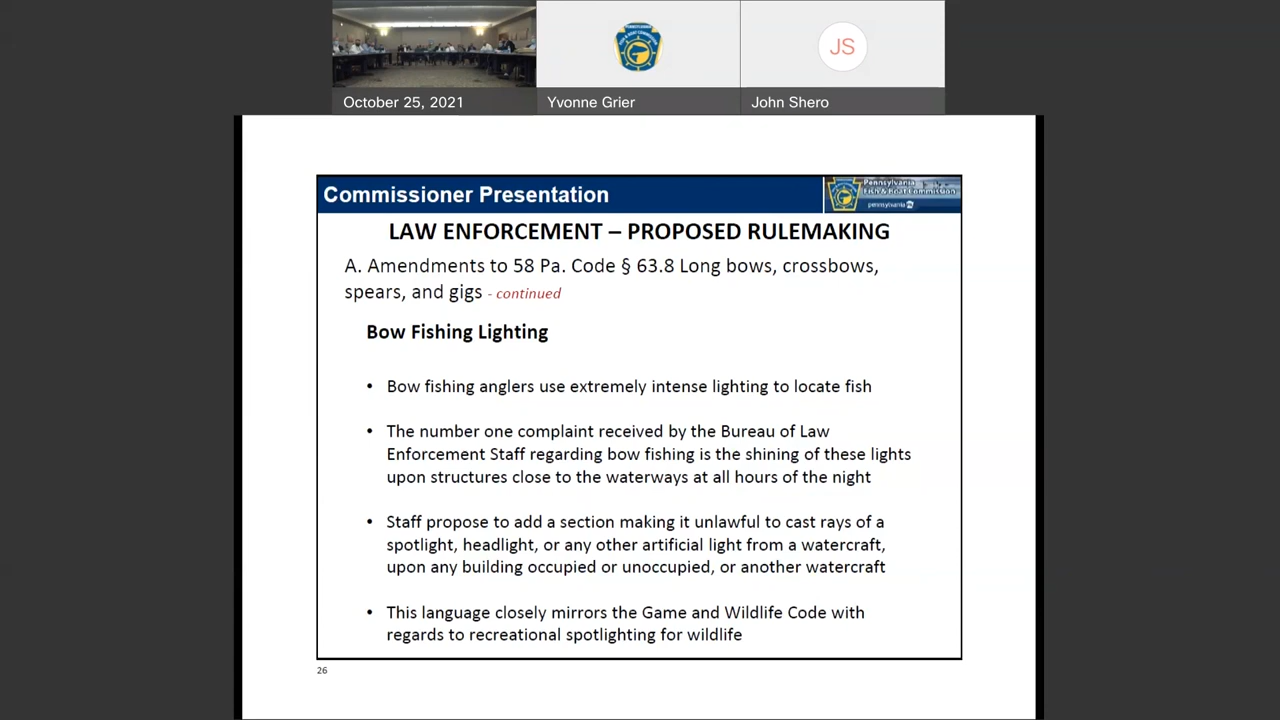 JS
October 25, 2021
Yvonne Grier
John Shero
Commissioner Presentation
Pennsylvania
Fish & Boat Commission
pennsylvania
LAW ENFORCEMENT – PROPOSED RULEMAKING
A. Amendments to 58 Pa. Code § 63.8 Long bows, crossbows,
spears, and gigs - continued
Bow Fishing Lighting
• Bow fishing anglers use extremely intense lighting to locate fish
• The number one complaint received by the Bureau of Law
Enforcement Staff regarding bow fishing is the shining of these lights
upon structures close to the waterways at all hours of the night
• Staff propose to add a section making it unlawful to cast rays of a
spotlight, headlight, or any other artificial light from a watercraft,
upon any building occupied or unoccupied, or another watercraft
• This language closely mirrors the Game and Wildlife Code with
regards to recreational spotlighting for wildlife
26